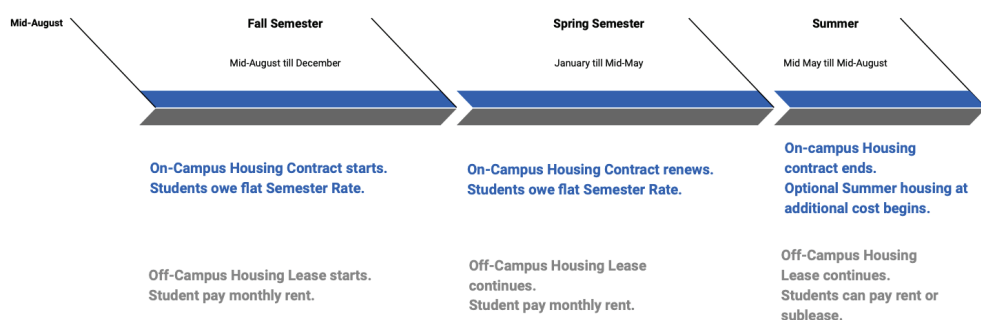 Mid-August
Fall Semester
Spring Semester
Summer
Mid-August till December
January till Mid-May
Mid May till Mid-August
On-Campus Housing Contract starts.
Students owe flat Semester Rate.
On-Campus Housing Contract renews.
Students owe flat Semester Rate.
On-campus Housing
contract ends.
Optional Summer housing at
additional cost begins.
Off-Campus Housing Lease starts.
Student pay monthly rent.
Off-Campus Housing Lease
continues.
Student pay monthly rent.
Off-Campus Housing
Lease continues.
Students can pay rent or
sublease.